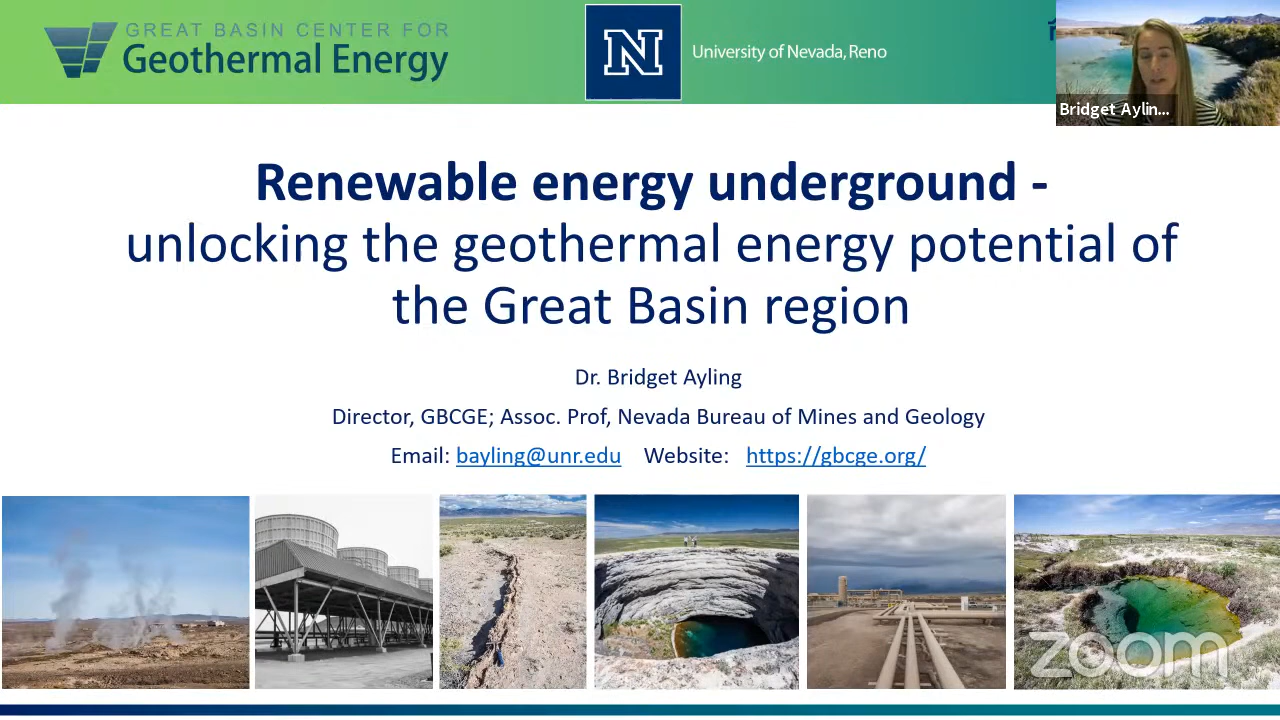 GREAT BASIN CENTER FOR
Geothermal Energy
N
University of Nevada, Reno
Bridget Aylin...
Renewable energy underground -
unlocking the geothermal energy potential of
the Great Basin region
Dr. Bridget Ayling
Director, GBCGE; Assoc. Prof, Nevada Bureau of Mines and Geology
Email: bayling@unr.edu Website: https://gbcge.org/
zoom